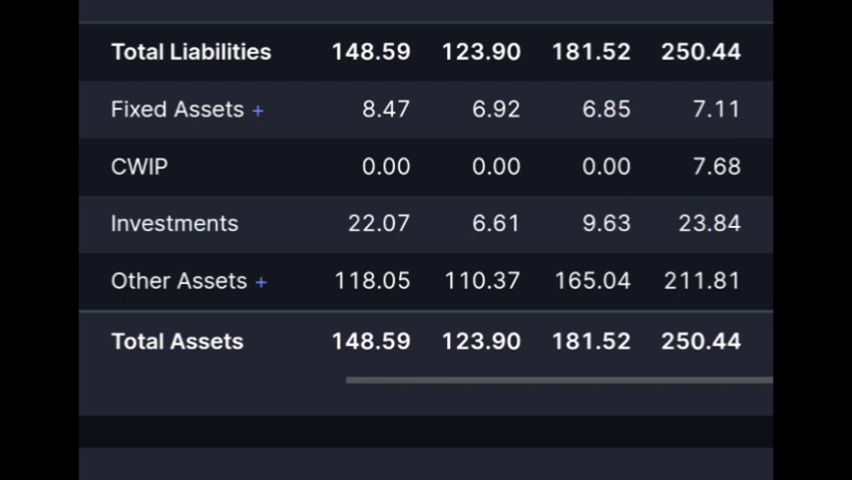 Total Liabilities 148.59 123.90 181.52 250.44
Fixed Assets + 8.47 6.92 6.85 7.11
CWIP 0.00 0.00 0.00 7.68
Investments 22.07 6.61 9.63 23.84
Other Assets + 118.05 110.37 165.04 211.81
Total Assets 148.59 123.90 181.52 250.44